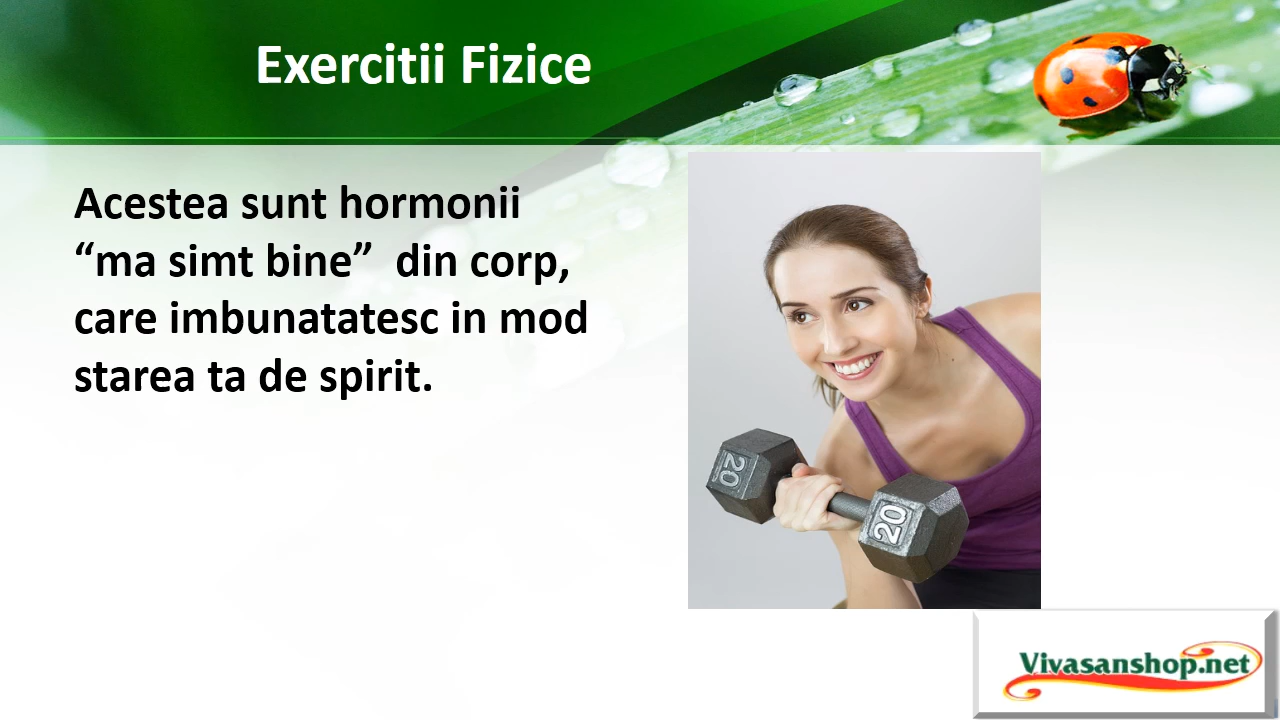 Exercitii Fizice
Acestea sunt hormonii
“ma simt bine”  din corp,
care imbunatatesc in mod
starea ta de spirit.
20
20
Vivasanshop.net